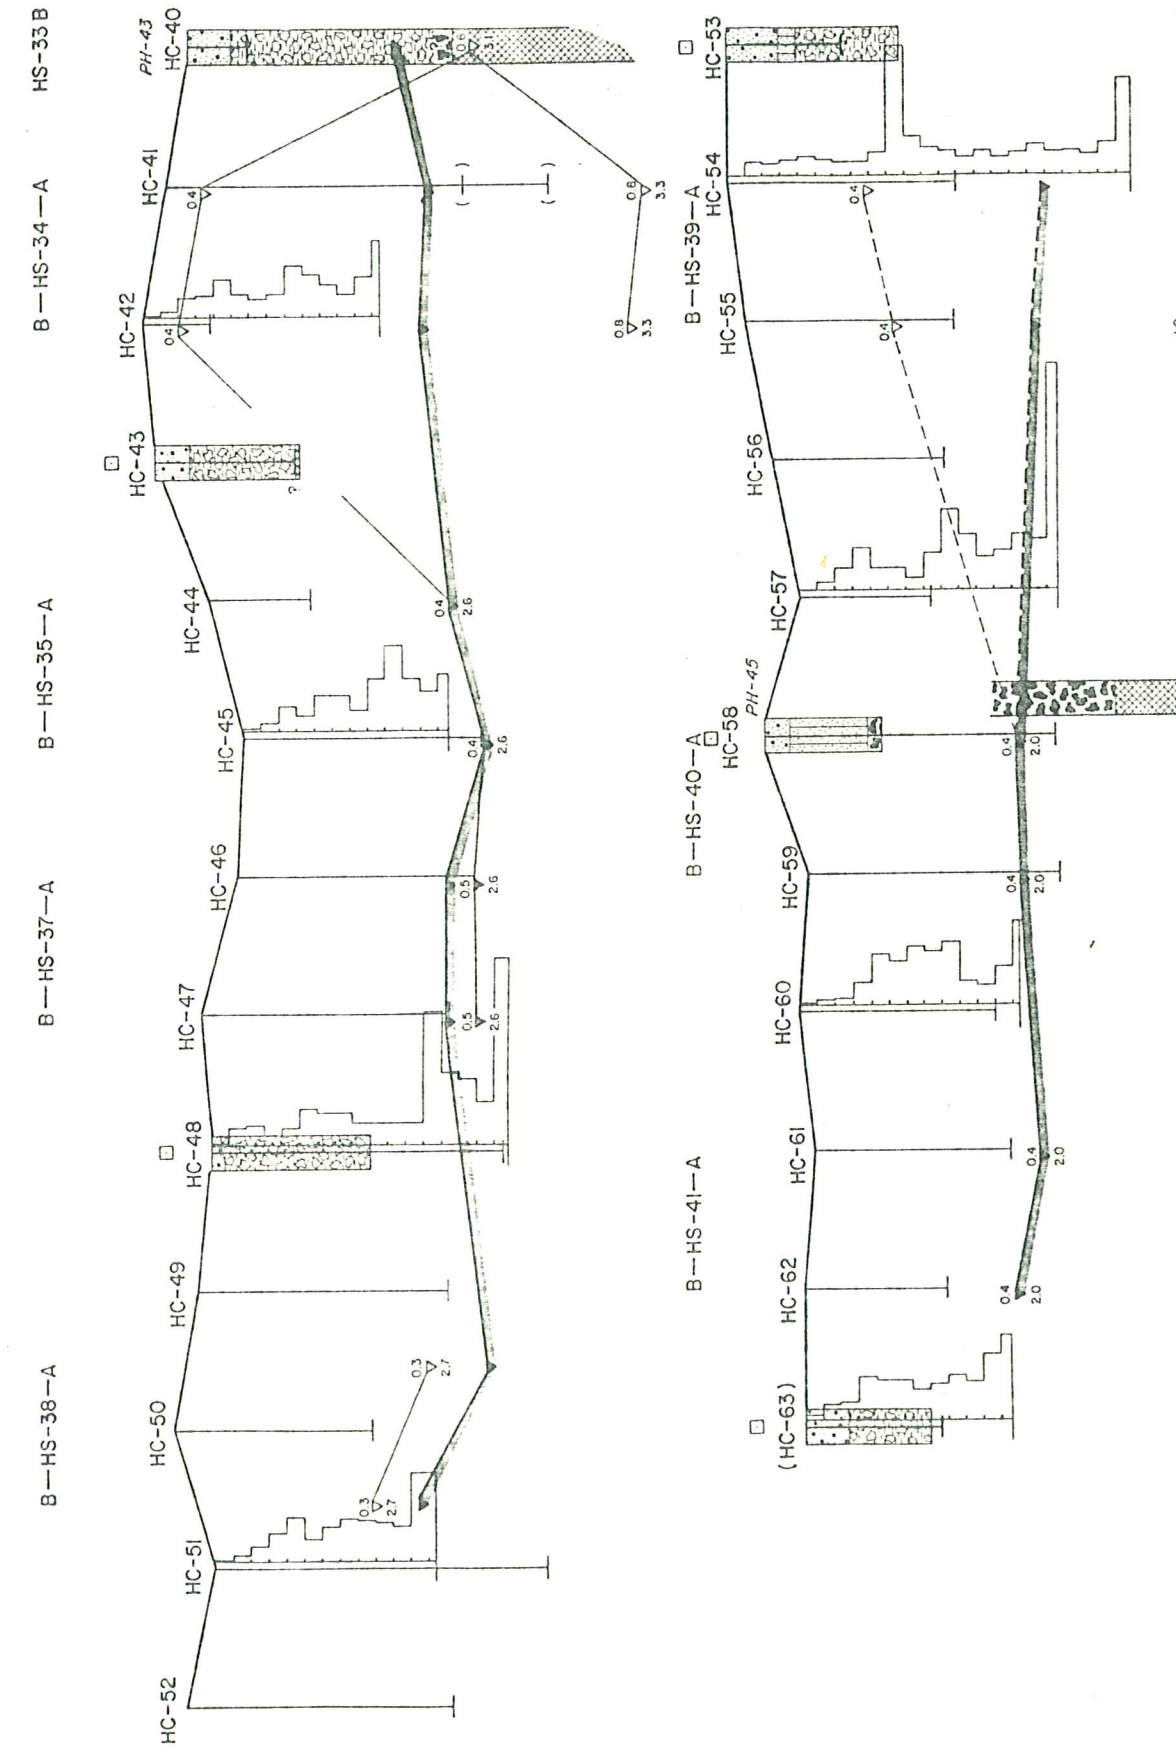 B—HS-38—A
B—HS-37—A
B—HS-35—A
B—HS-34—A
HS-33B
HC-52
HC-51
HC-50
HC-49
HC-48
HC-47
HC-46
HC-45
HC-44
HC-43
HC-42
HC-41
PH-43
HC-40
0.3
2.7
0.3
2.7
0.5
2.6
0.5
2.6
0.4
2.6
0.4
2.6
?
0.4
0.8
3.3
0.4
( )
( )
0.8
3.3
0.6
B—HS-41—A
B—HS-40—A
B—HS-39—A
(HC-63)
HC-62
HC-61
HC-60
HC-59
HC-58
PH-45
HC-57
HC-56
HC-55
HC-54
HC-53
0.4
2.0
0.4
2.0
0.4
2.0
0.4
2.0
0.4
0.4